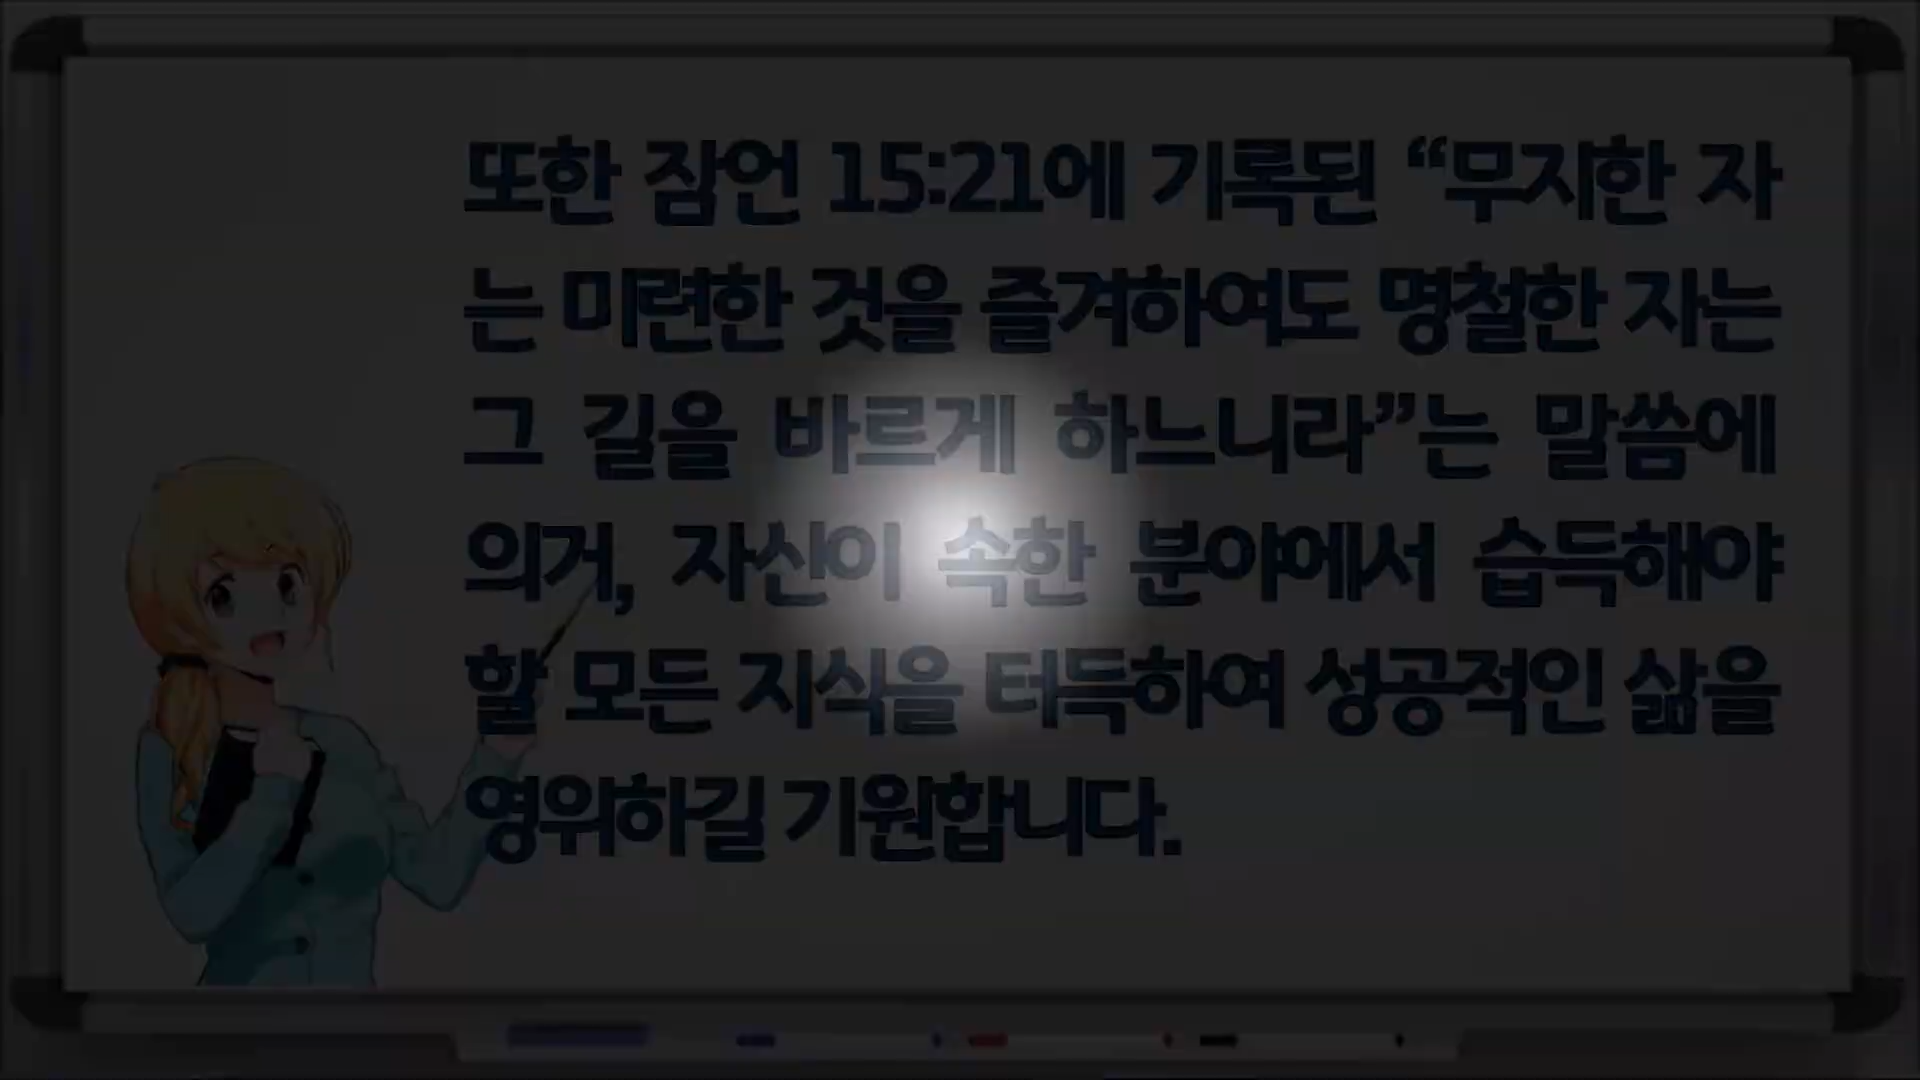 또한 잠언 15:21에 기록된 “무지한 자
는 미련한 것을 즐겨하여도 명철한 자는
그 길을 바르게 하느니라”는 말씀에
의거, 자신이 속한 분야에서 습득해야
할 모든 지식을 터득하여 성공적인 삶을
영위하길 기원합니다.